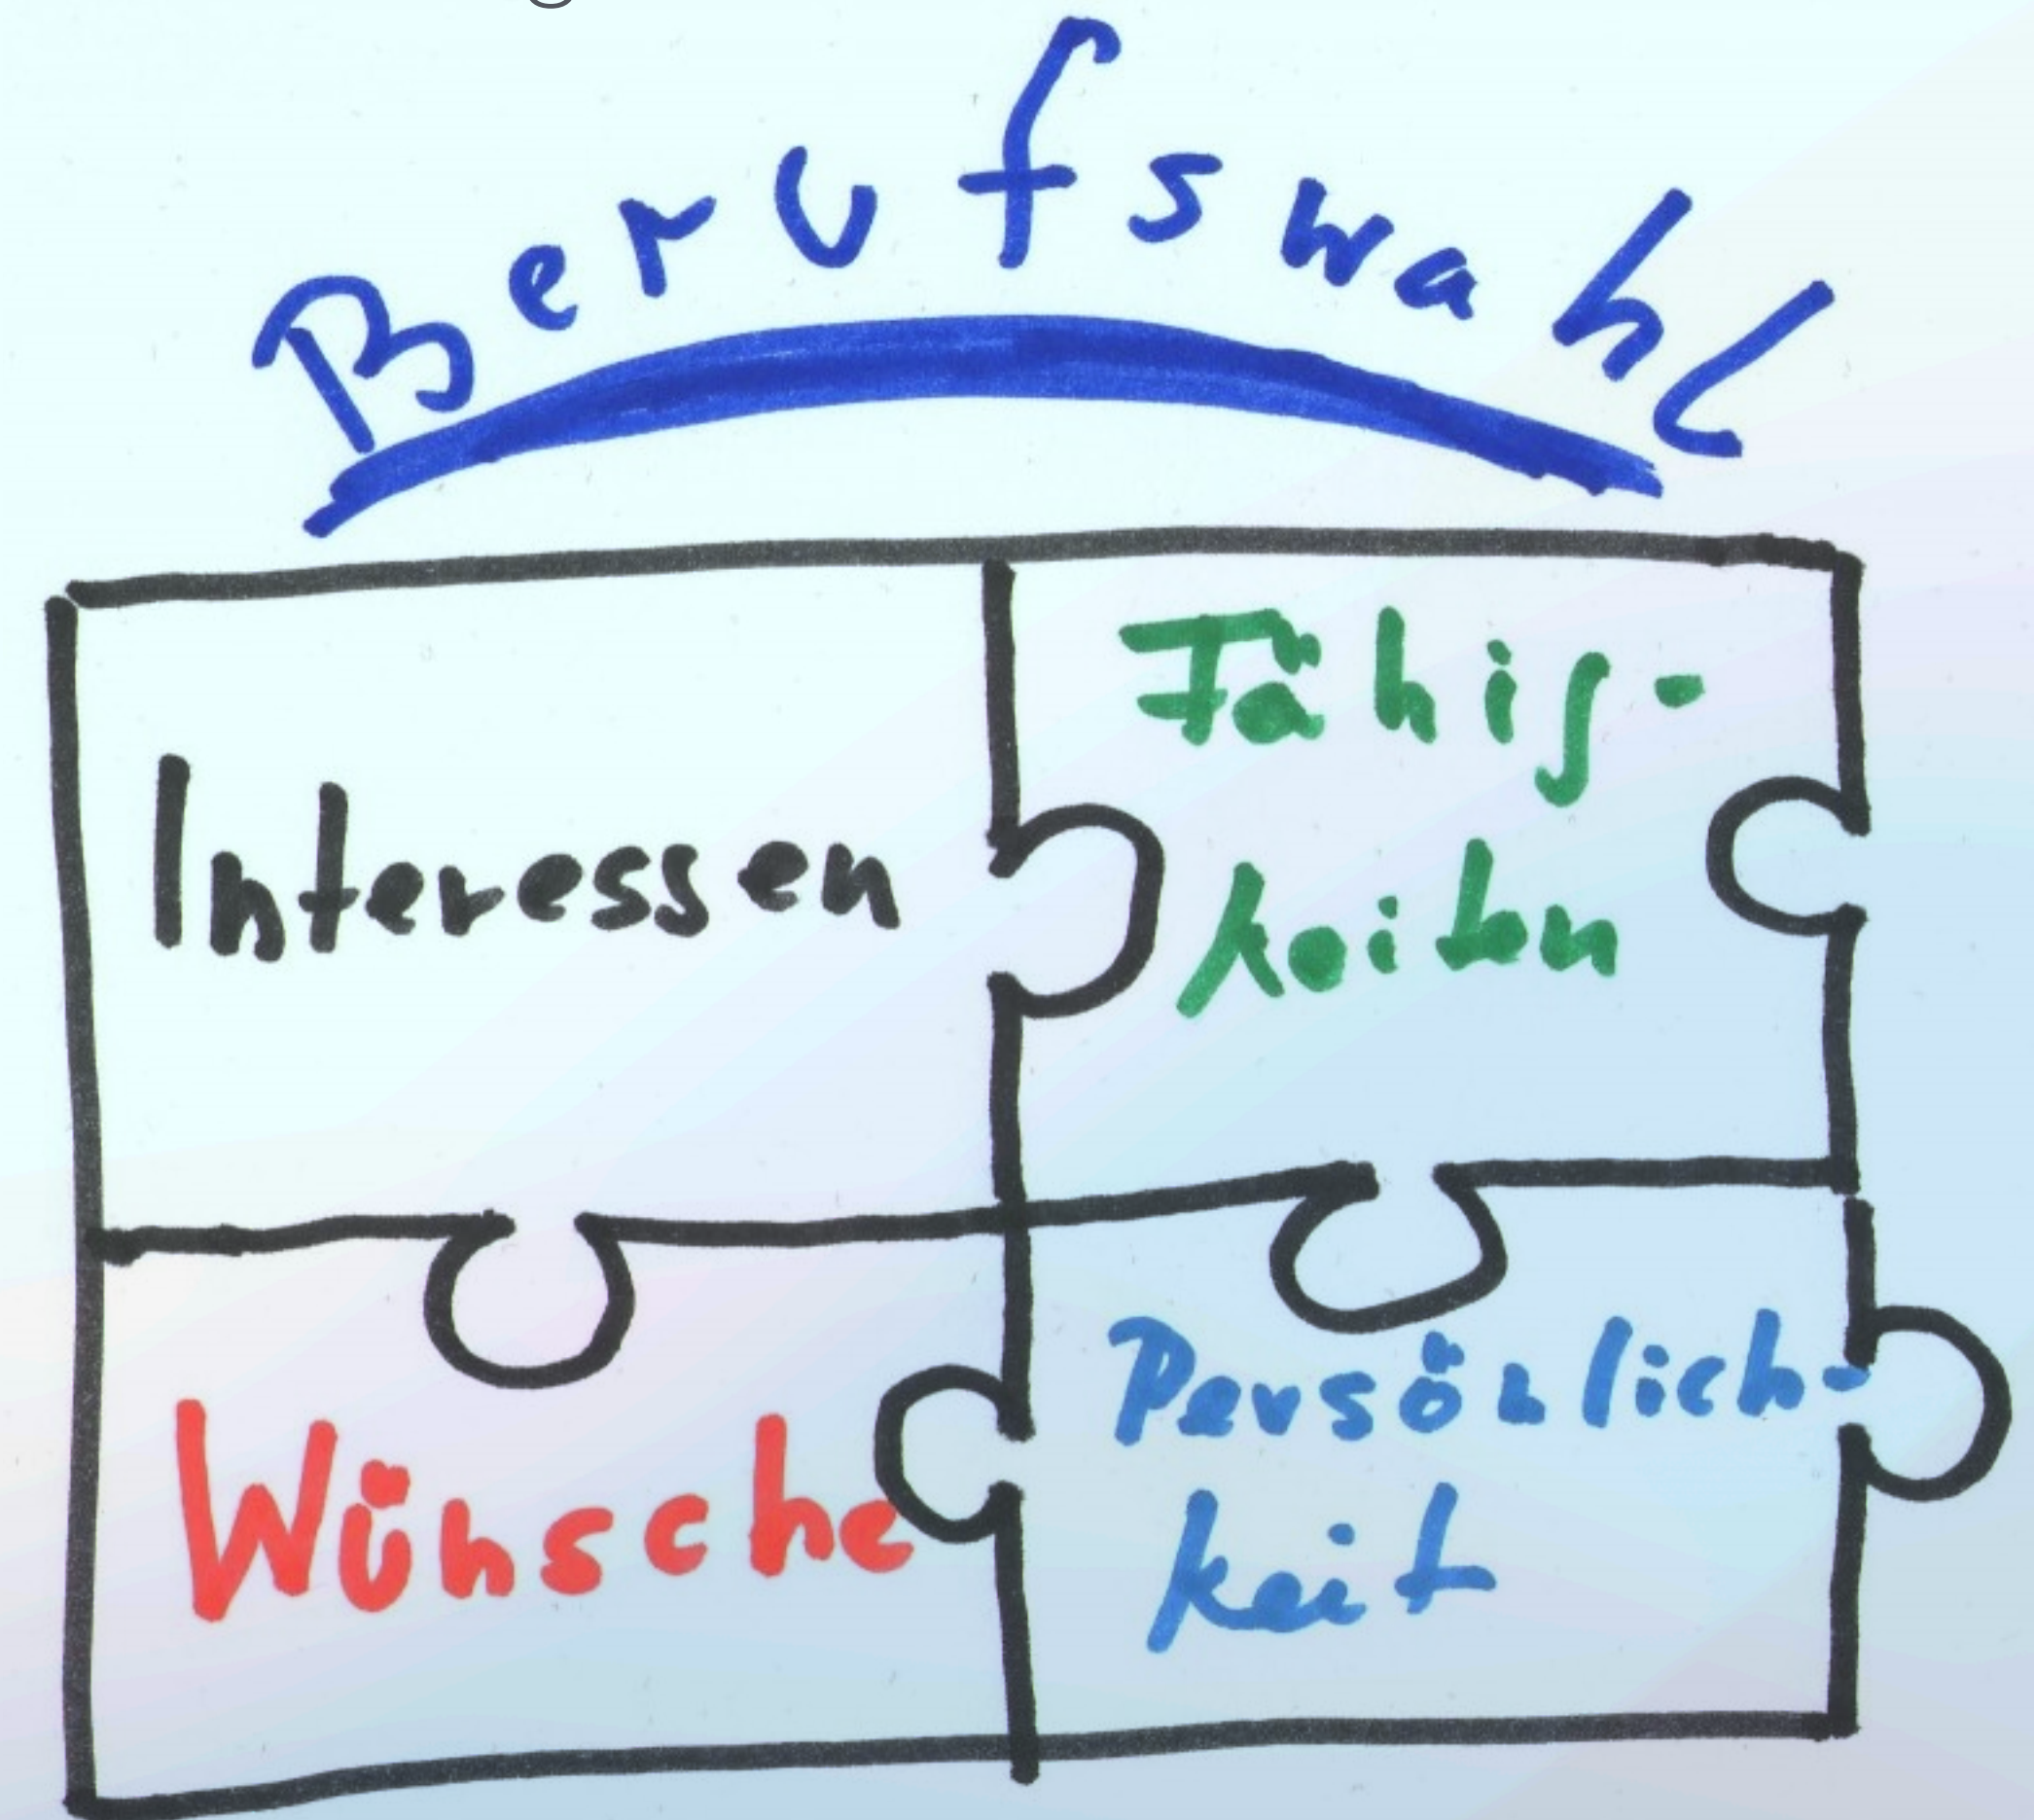 Berufswahl
Interessen
Fähig-
keiten
Wünsche
Persönlich-
keit